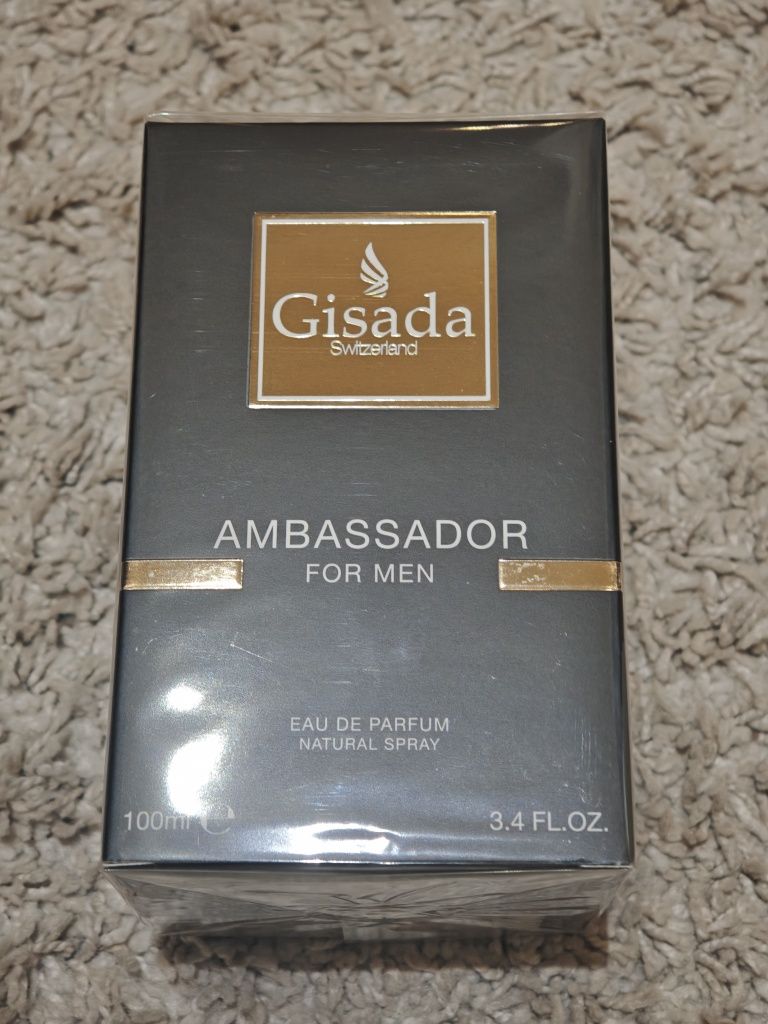 Gisada
Switzerland
AMBASSADOR
FOR MEN
EAU DE PARFUM
NATURAL SPRAY
100ml ℮
3.4 FL.OZ.